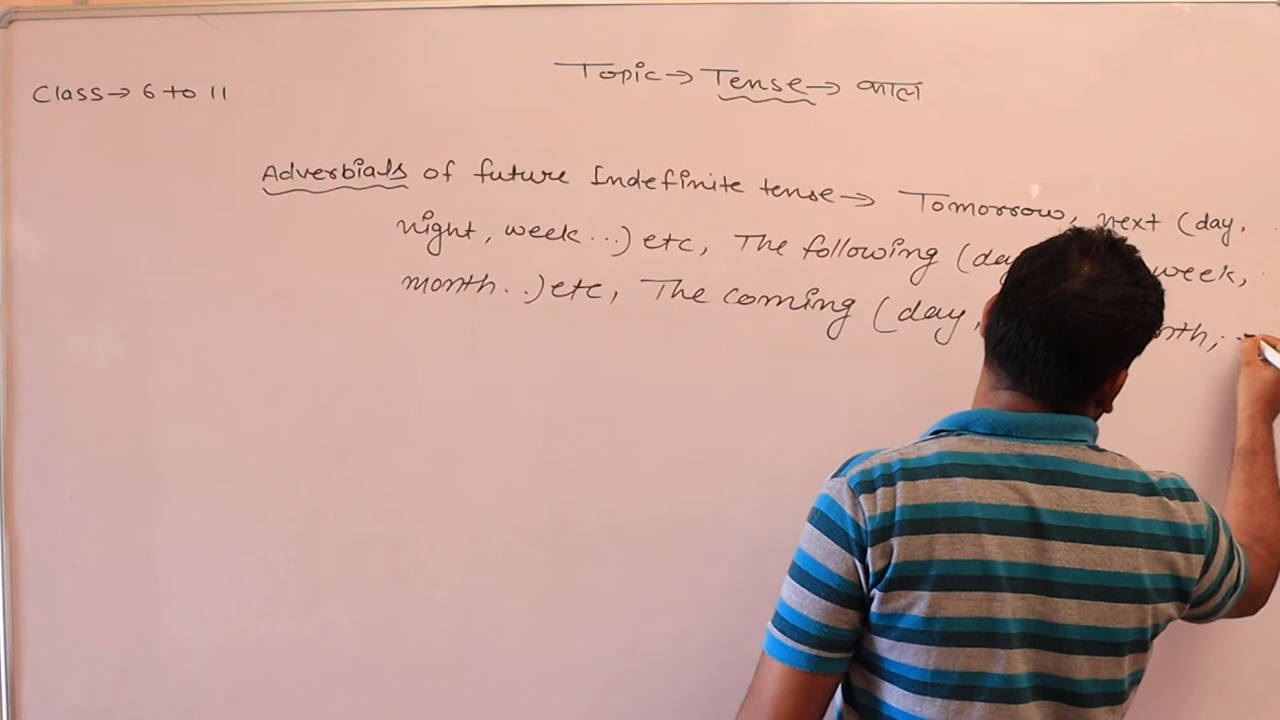 Topic → Tense → काल
Class → 6 to 11
Adverbials of future Indefinite tense → Tomorrow, next (day,
night, week...) etc, The following (day week,
month..) etc, The coming (day,